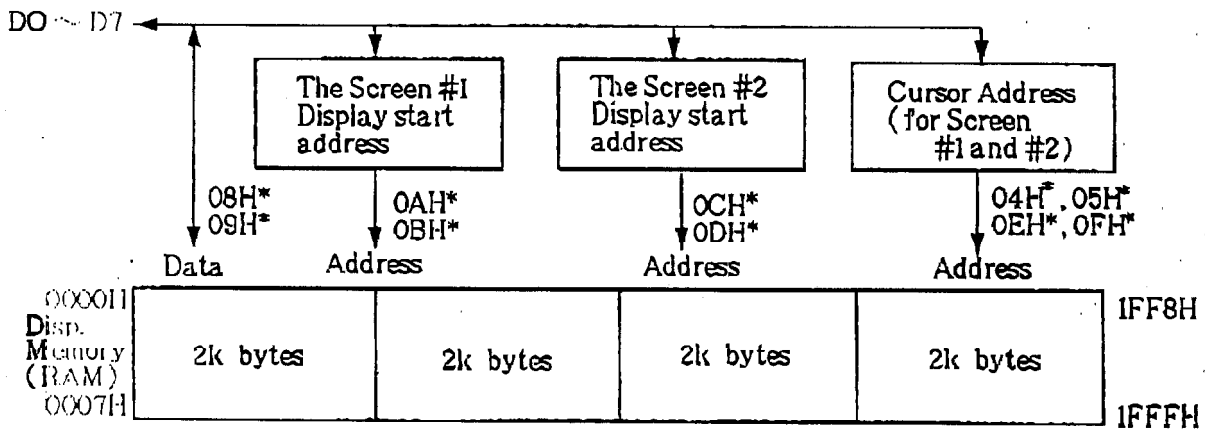 DO ~ D7
The Screen #1
Display start
address
The Screen #2
Display start
address
Cursor Address
(for Screen
#1 and #2)
08H*
09H*
0AH*
0BH*
0CH*
0DH*
04H*, 05H*
0EH*, 0FH*
Data
Address
Address
Address
0000H
Disp.
Memory
(RAM)
0007H
2k bytes
2k bytes
2k bytes
2k bytes
1FF8H
1FFFH